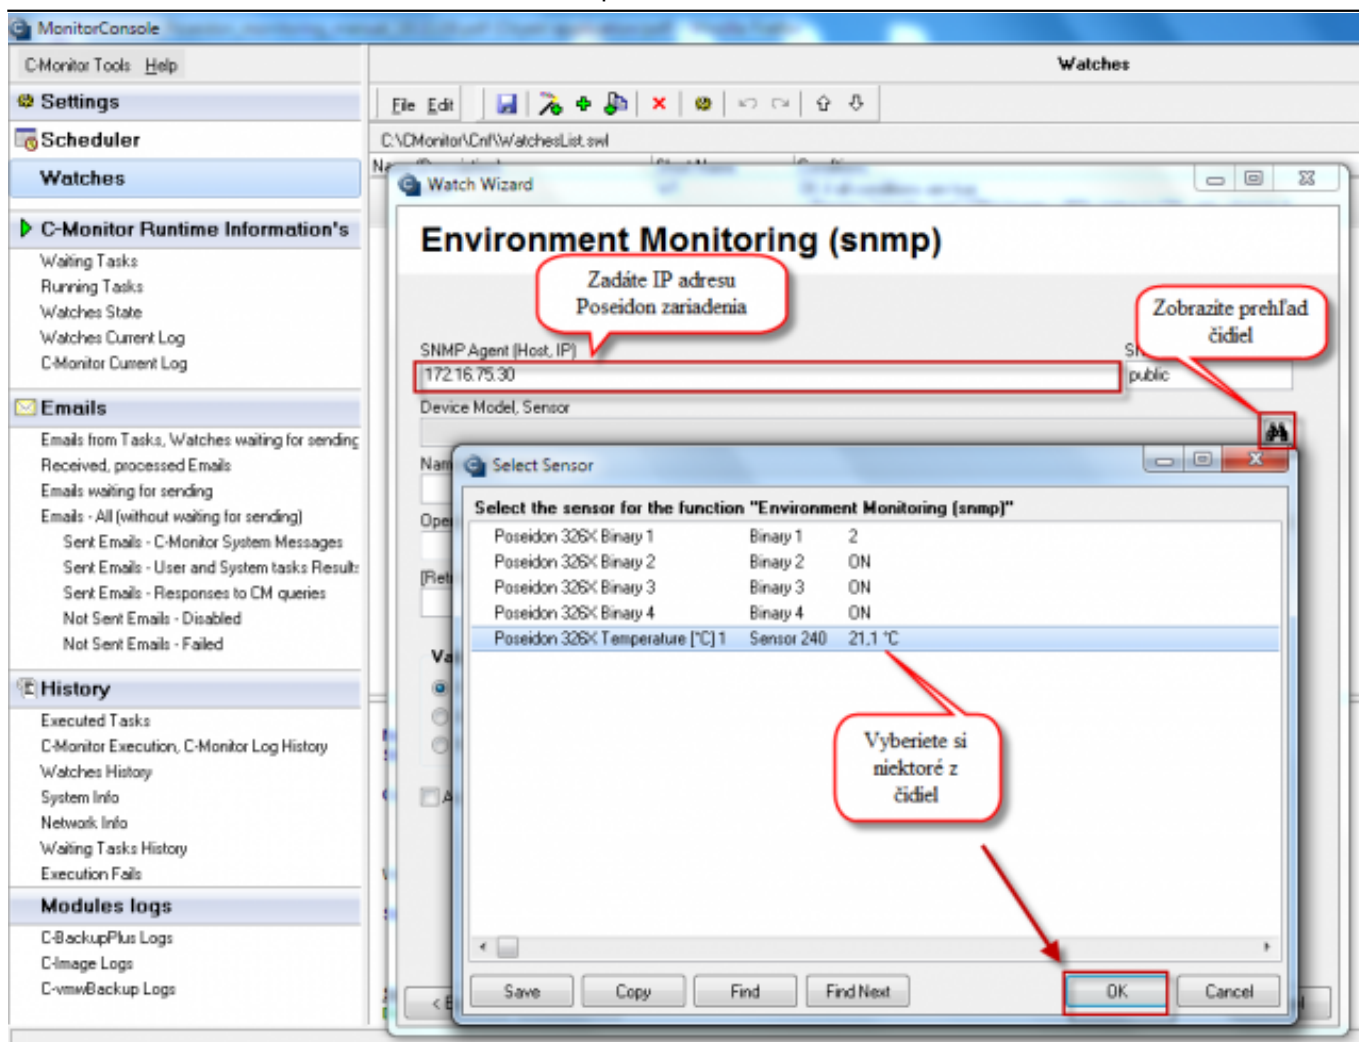 MonitorConsole
C-Monitor Tools Help
Watches
Settings
File Edit
Scheduler
C:\CMonitor\Cnf\WatchesList.swl
Watches
Watch Wizard
C-Monitor Runtime Information's
Waiting Tasks
Running Tasks
Watches State
Watches Current Log
C-Monitor Current Log
Environment Monitoring (snmp)
Zadáte IP adresu
Poseidon zariadenia
Zobrazíte prehľad
čidiel
SNMP Agent (Host, IP)
172.16.75.30
public
Device Model, Sensor
Emails
Emails from Tasks, Watches waiting for sending
Received, processed Emails
Emails waiting for sending
Emails - All (without waiting for sending)
Sent Emails - C-Monitor System Messages
Sent Emails - User and System tasks Results
Sent Emails - Responses to CM queries
Not Sent Emails - Disabled
Not Sent Emails - Failed
Select Sensor
Select the sensor for the function "Environment Monitoring (snmp)"
Poseidon 326X Binary 1 Binary 1 2
Poseidon 326X Binary 2 Binary 2 ON
Poseidon 326X Binary 3 Binary 3 ON
Poseidon 326X Binary 4 Binary 4 ON
Poseidon 326X Temperature [°C] 1 Sensor 240 21,1 °C
Vyberiete si
niektoré z
čidiel
History
Executed Tasks
C-Monitor Execution, C-Monitor Log History
Watches History
System Info
Network Info
Waiting Tasks History
Execution Fails
Modules logs
C-BackupPlus Logs
C-Image Logs
C-vmwBackup Logs
Save Copy Find Find Next OK Cancel